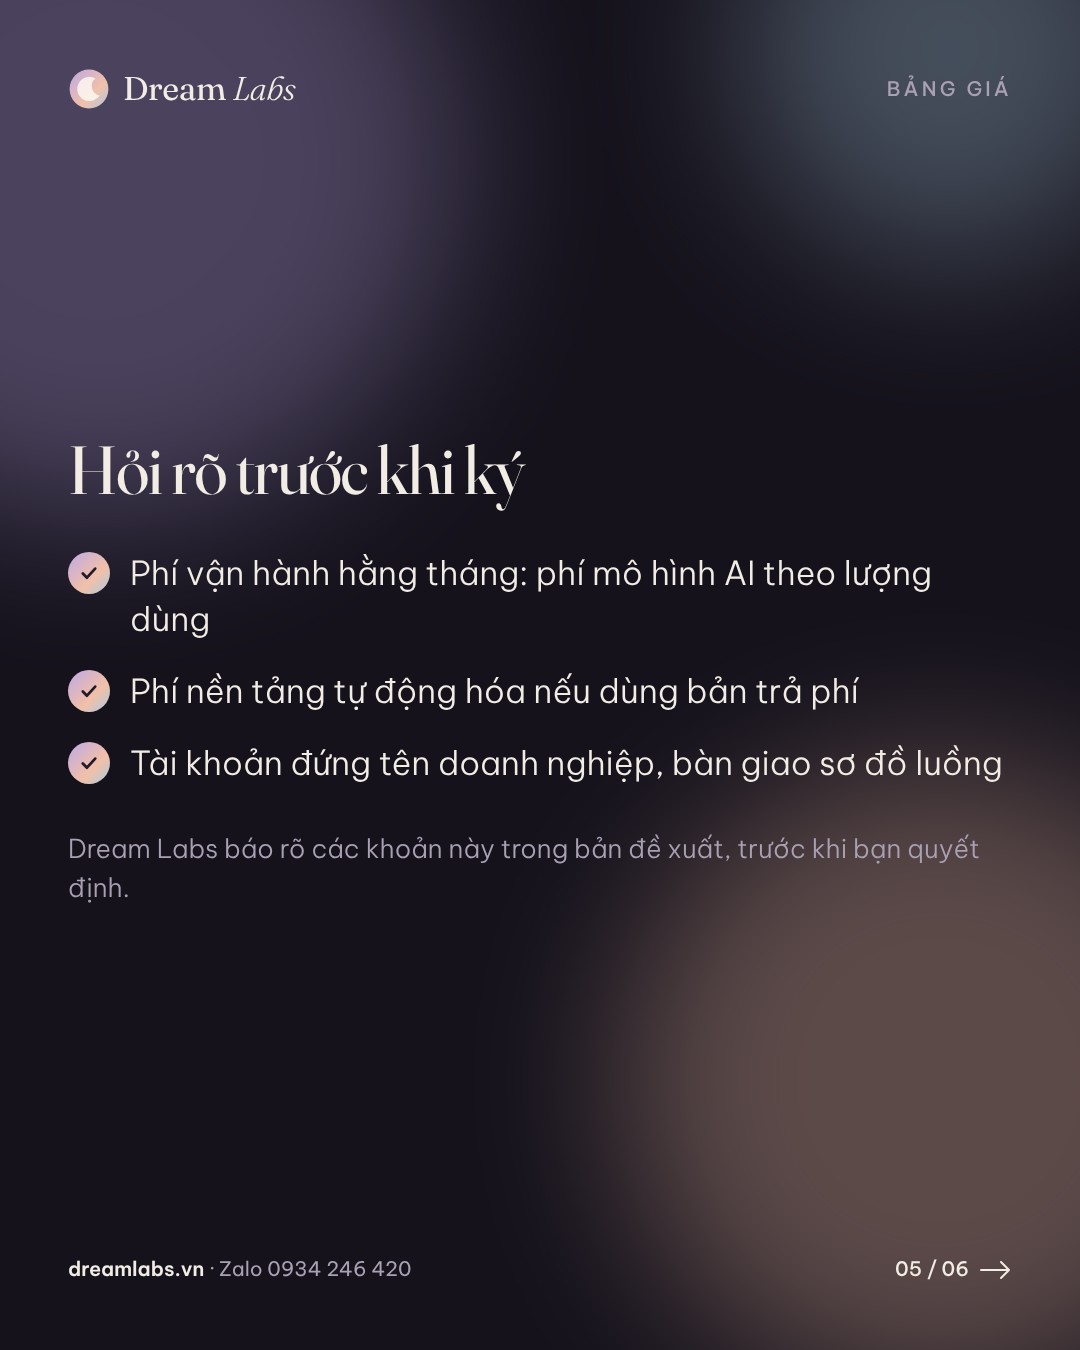 Dream Labs
BẢNG GIÁ
Hỏi rõ trước khi ký
Phí vận hành hằng tháng: phí mô hình AI theo lượng
dùng
Phí nền tảng tự động hóa nếu dùng bản trả phí
Tài khoản đứng tên doanh nghiệp, bàn giao sơ đồ luồng
Dream Labs báo rõ các khoản này trong bản đề xuất, trước khi bạn quyết
định.
dreamlabs.vn · Zalo 0934 246 420
05 / 06 →